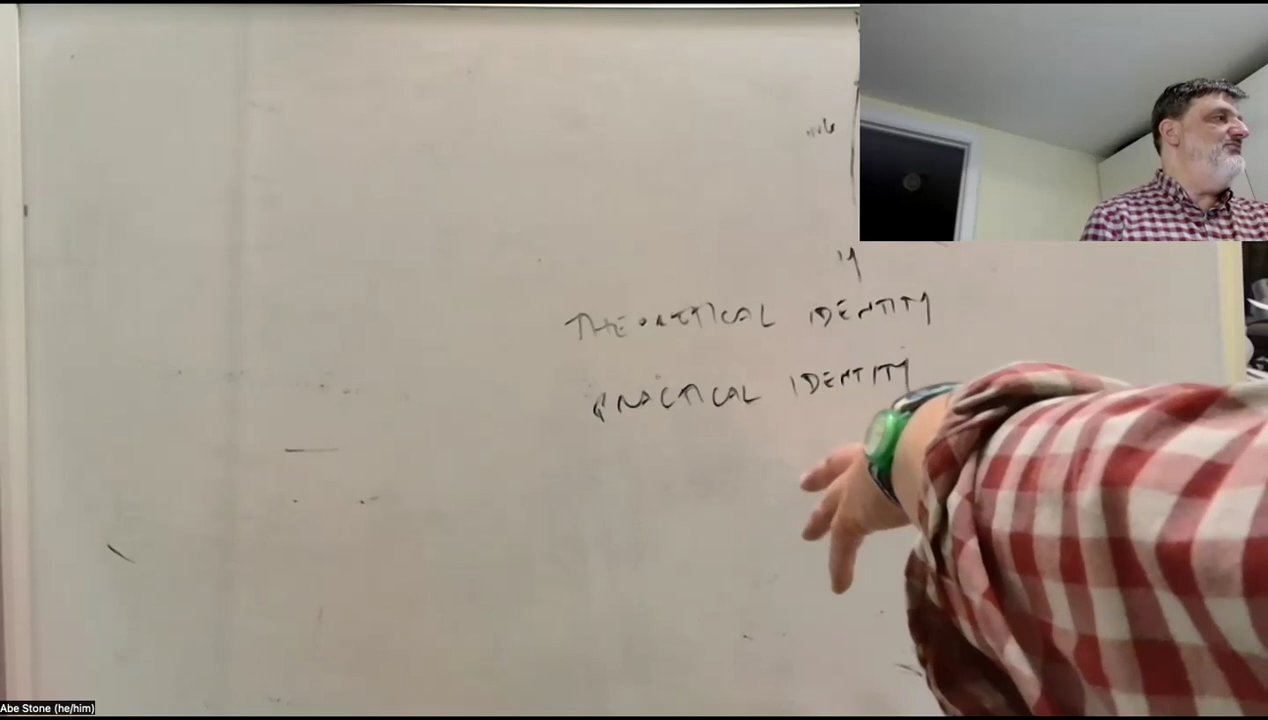 THEORETICAL IDENTITY
PRACTICAL IDENTITY
Abe Stone (he/him)